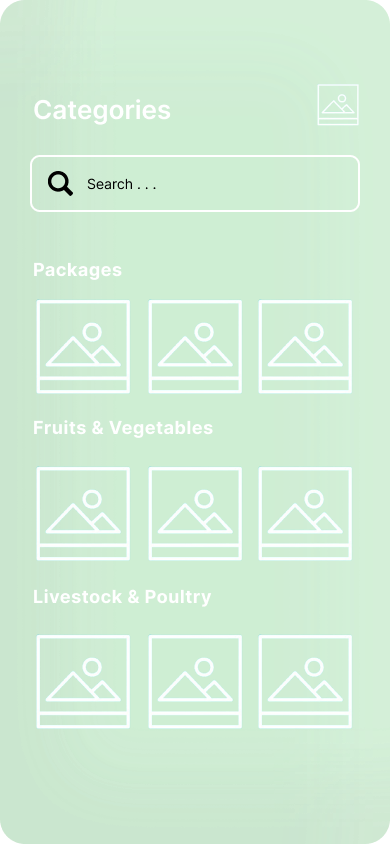 Categories
Search . . .
Packages
Fruits & Vegetables
Livestock & Poultry